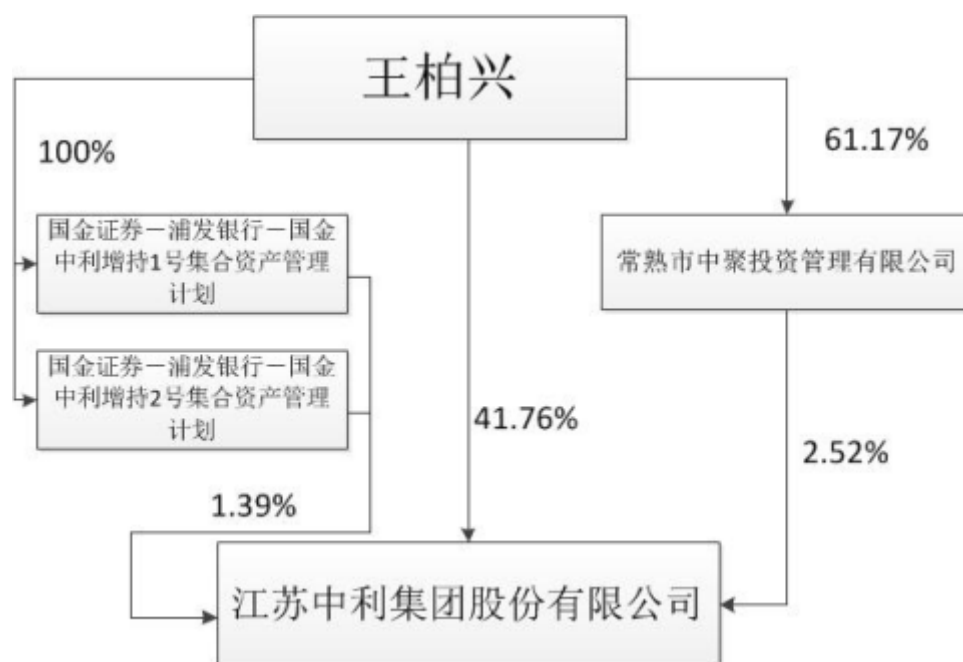 王柏兴
100%
61.17%
国金证券－浦发银行－国金
中利增持1号集合资产管理
计划
常熟市中聚投资管理有限公司
国金证券－浦发银行－国金
中利增持2号集合资产管理
计划
41.76%
2.52%
1.39%
江苏中利集团股份有限公司